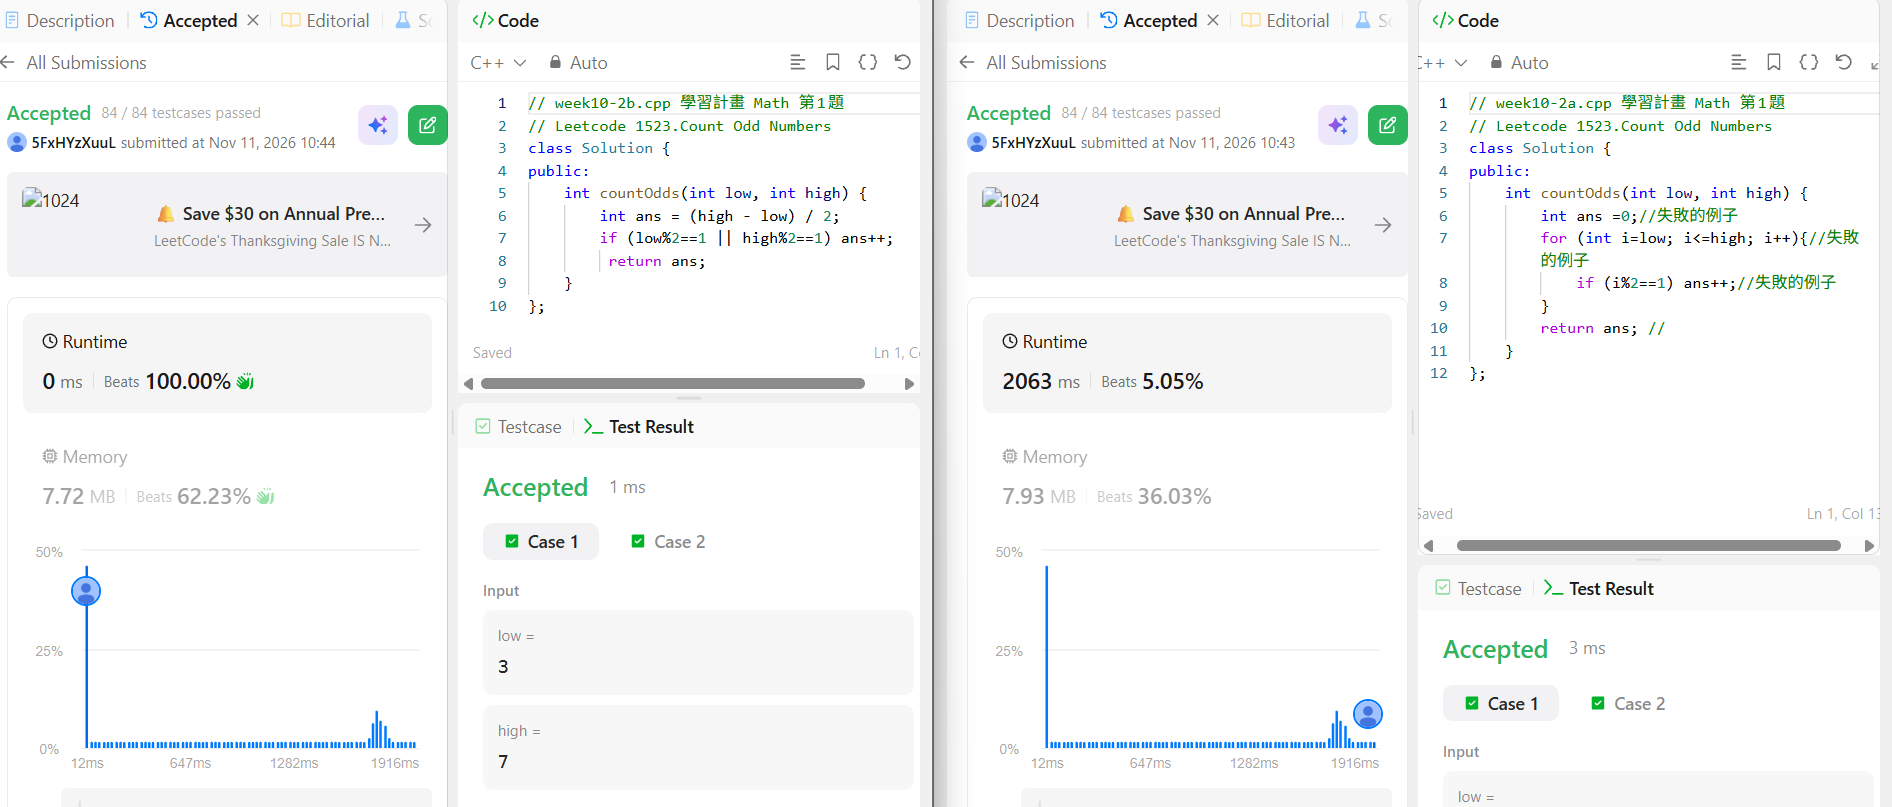 Description
Accepted
Editorial
All Submissions
Accepted 84 / 84 testcases passed
5FxHYzXuuL submitted at Nov 11, 2026 10:44
1024
Save $30 on Annual Pre...
LeetCode's Thanksgiving Sale IS N...
Runtime
0 ms Beats 100.00%
Memory
7.72 MB Beats 62.23%
50%
25%
0%
12ms 647ms 1282ms 1916ms
</> Code
C++ Auto
1 // week10-2b.cpp 學習計畫 Math 第1題
2 // Leetcode 1523.Count Odd Numbers
3 class Solution {
4 public:
5 int countOdds(int low, int high) {
6 int ans = (high - low) / 2;
7 if (low%2==1 || high%2==1) ans++;
8 return ans;
9 }
10 };
Saved Ln 1,
Testcase
Test Result
Accepted 1 ms
Case 1 Case 2
Input
low =
3
high =
7
Description
Accepted
Editorial
All Submissions
Accepted 84 / 84 testcases passed
5FxHYzXuuL submitted at Nov 11, 2026 10:43
1024
Save $30 on Annual Pre...
LeetCode's Thanksgiving Sale IS N...
Runtime
2063 ms Beats 5.05%
Memory
7.93 MB Beats 36.03%
50%
25%
0%
12ms 647ms 1282ms 1916ms
</> Code
C++ Auto
1 // week10-2a.cpp 學習計畫 Math 第1題
2 // Leetcode 1523.Count Odd Numbers
3 class Solution {
4 public:
5 int countOdds(int low, int high) {
6 int ans =0;//失敗的例子
7 for (int i=low; i<=high; i++){//失敗
的例子
8 if (i%2==1) ans++;//失敗的例子
9 }
10 return ans; //
11 }
12 };
Saved Ln 1, Col 13
Testcase
Test Result
Accepted 3 ms
Case 1 Case 2
Input
low =